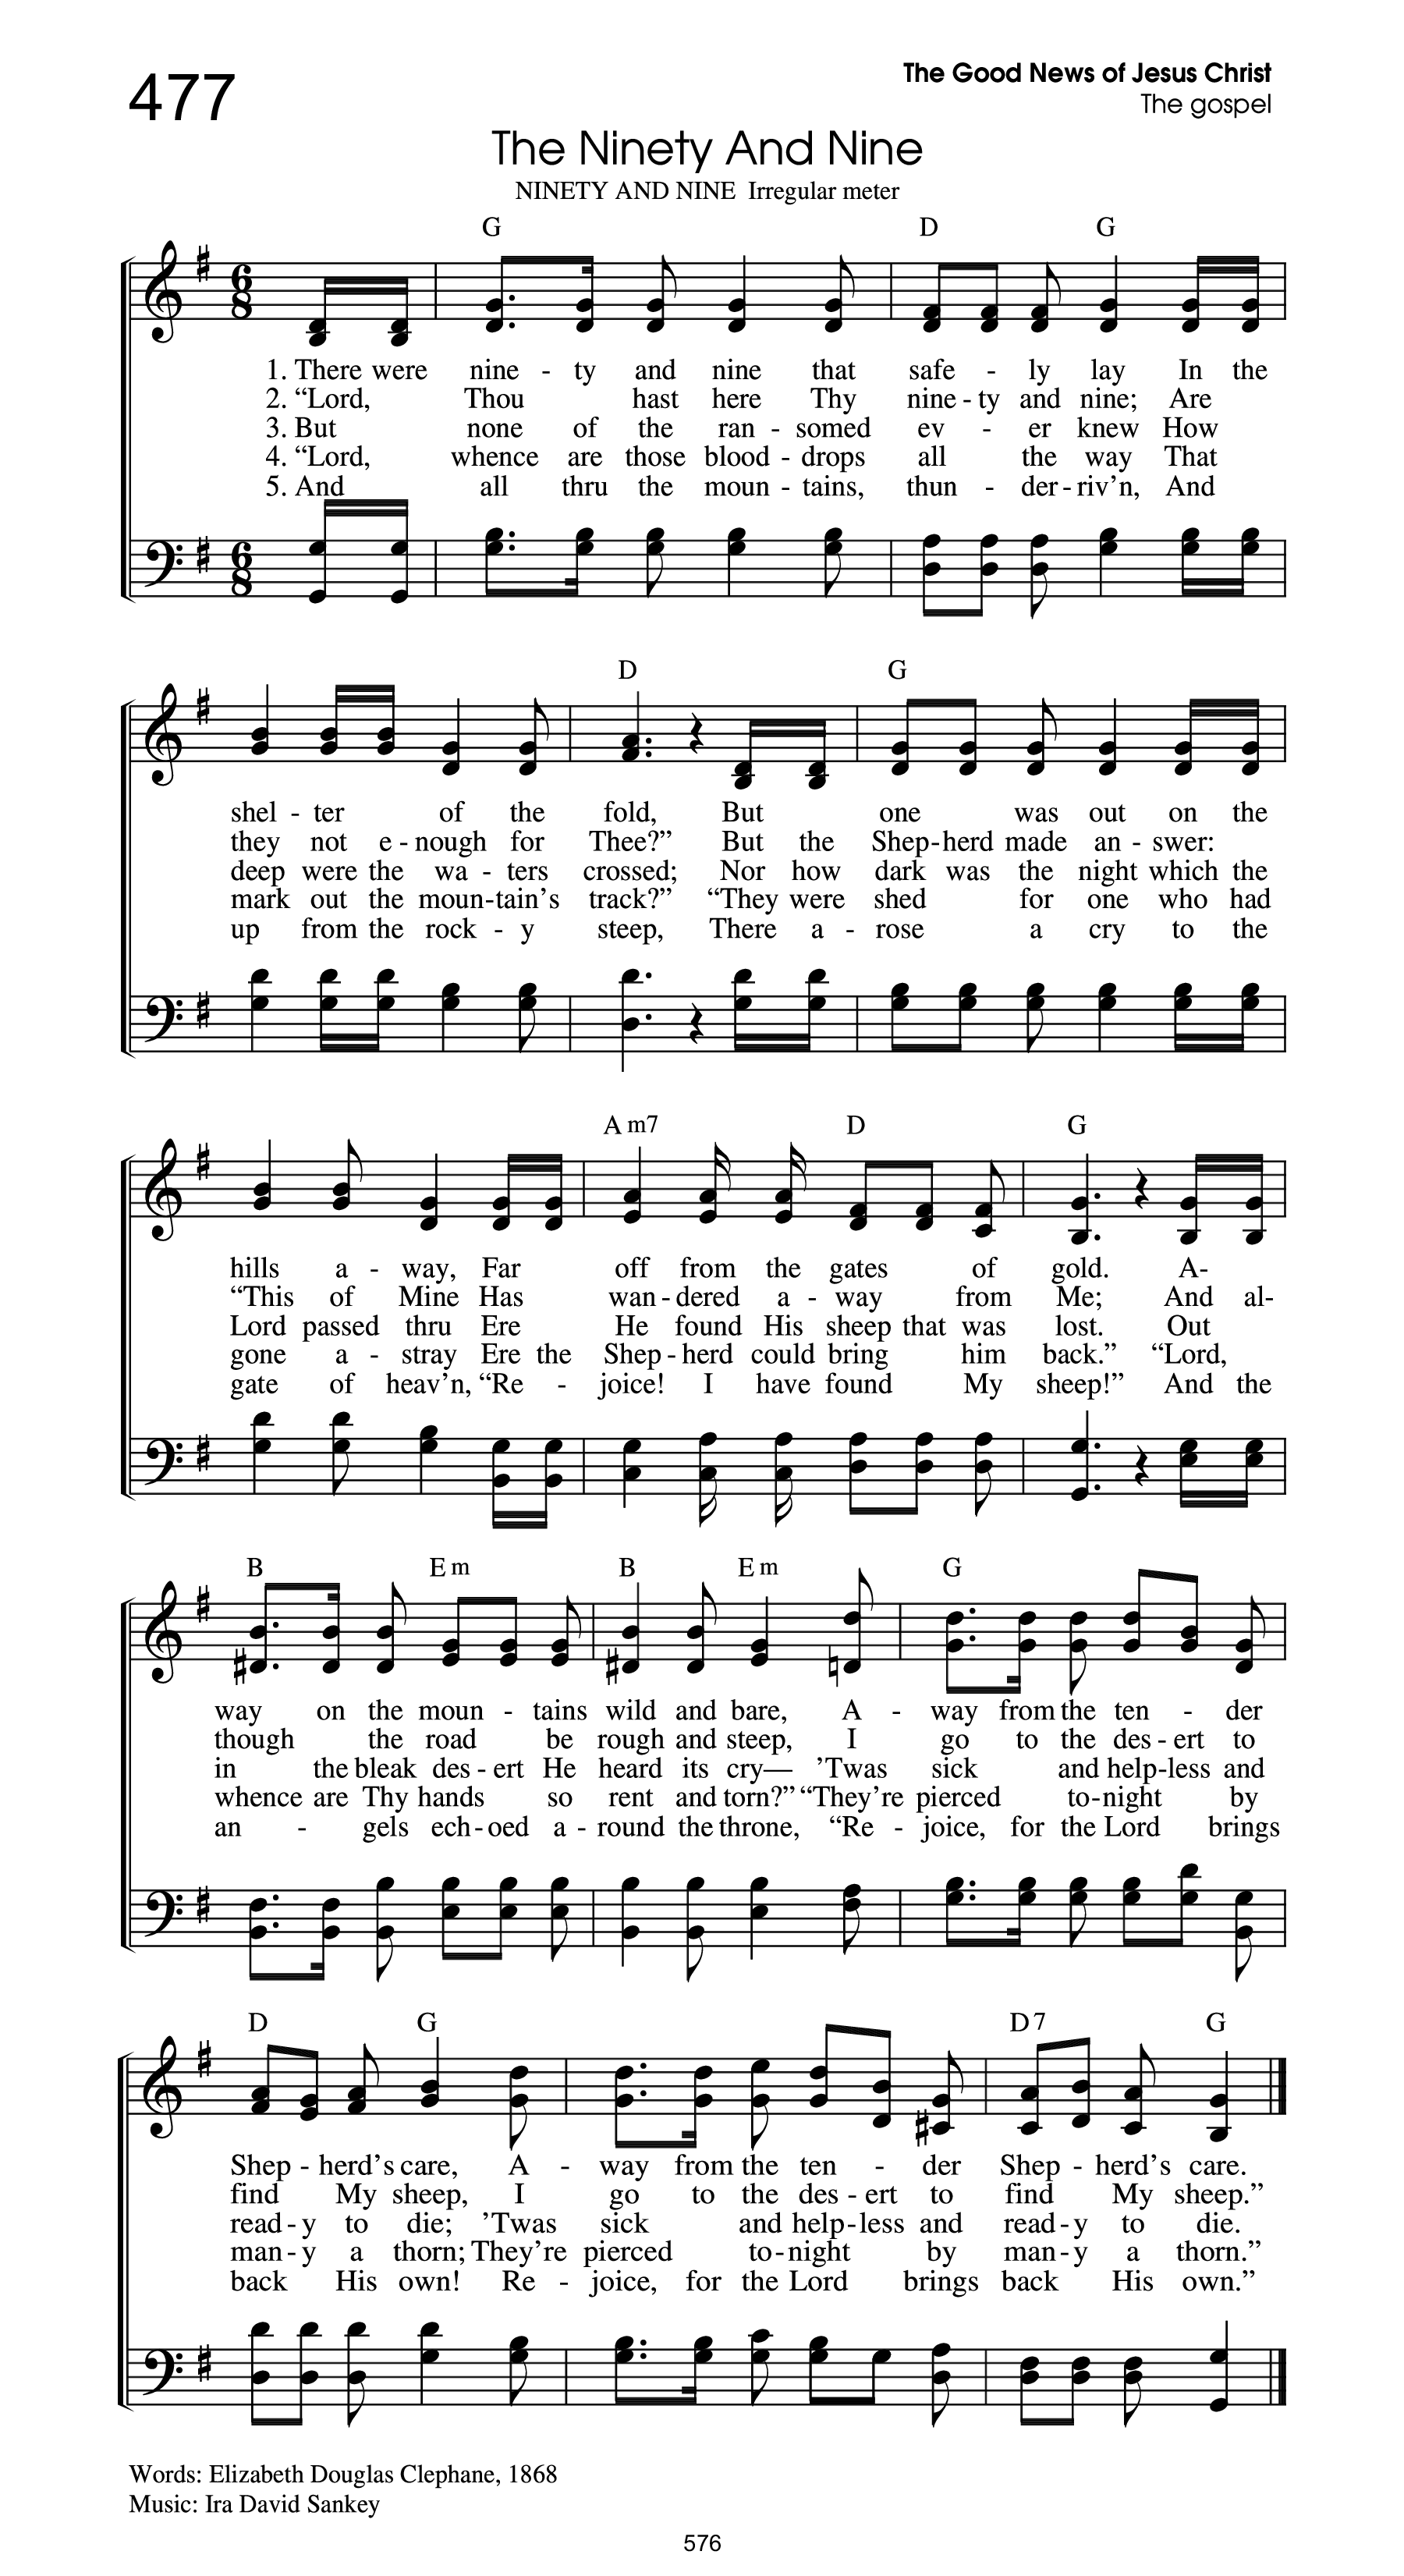 477
The Good News of Jesus Christ
The gospel
The Ninety And Nine
NINETY AND NINE Irregular meter
G D G
1. There were nine - ty and nine that safe - ly lay In the
2. “Lord, Thou hast here Thy nine - ty and nine; Are
3. But none of the ran - somed ev - er knew How
4. “Lord, whence are those blood - drops all the way That
5. And all thru the moun - tains, thun - der - riv’n, And
D G
shel - ter of the fold, But one was out on the
they not e - nough for Thee?” But the Shep - herd made an - swer:
deep were the wa - ters crossed; Nor how dark was the night which the
mark out the moun - tain’s track?” “They were shed for one who had
up from the rock - y steep, There a - rose a cry to the
A m7 D G
hills a - way, Far off from the gates of gold. A-
“This of Mine Has wan - dered a - way from Me; And al-
Lord passed thru Ere He found His sheep that was lost. Out
gone a - stray Ere the Shep - herd could bring him back.” “Lord,
gate of heav’n, “Re - joice! I have found My sheep!” And the
B E m B E m G
way on the moun - tains wild and bare, A - way from the ten - der
though the road be rough and steep, I go to the des - ert to
in the bleak des - ert He heard its cry— ’Twas sick and help - less and
whence are Thy hands so rent and torn?” “They’re pierced to - night by
an - gels ech - oed a - round the throne, “Re - joice, for the Lord brings
D G D 7 G
Shep - herd’s care, A - way from the ten - der Shep - herd’s care.
find My sheep, I go to the des - ert to find My sheep.”
read - y to die; ’Twas sick and help - less and read - y to die.
man - y a thorn; They’re pierced to - night by man - y a thorn.”
back His own! Re - joice, for the Lord brings back His own.”
Words: Elizabeth Douglas Clephane, 1868
Music: Ira David Sankey
576